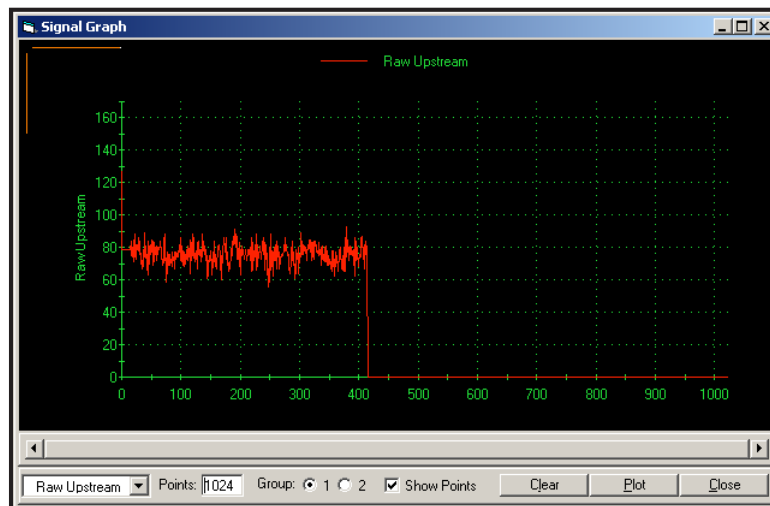 Signal Graph
Raw Upstream
160
140
120
100
80
60
40
20
0
Raw Upstream
0 100 200 300 400 500 600 700 800 900 1000
Raw Upstream Points: 1024 Group: 1 2 Show Points Clear Plot Close